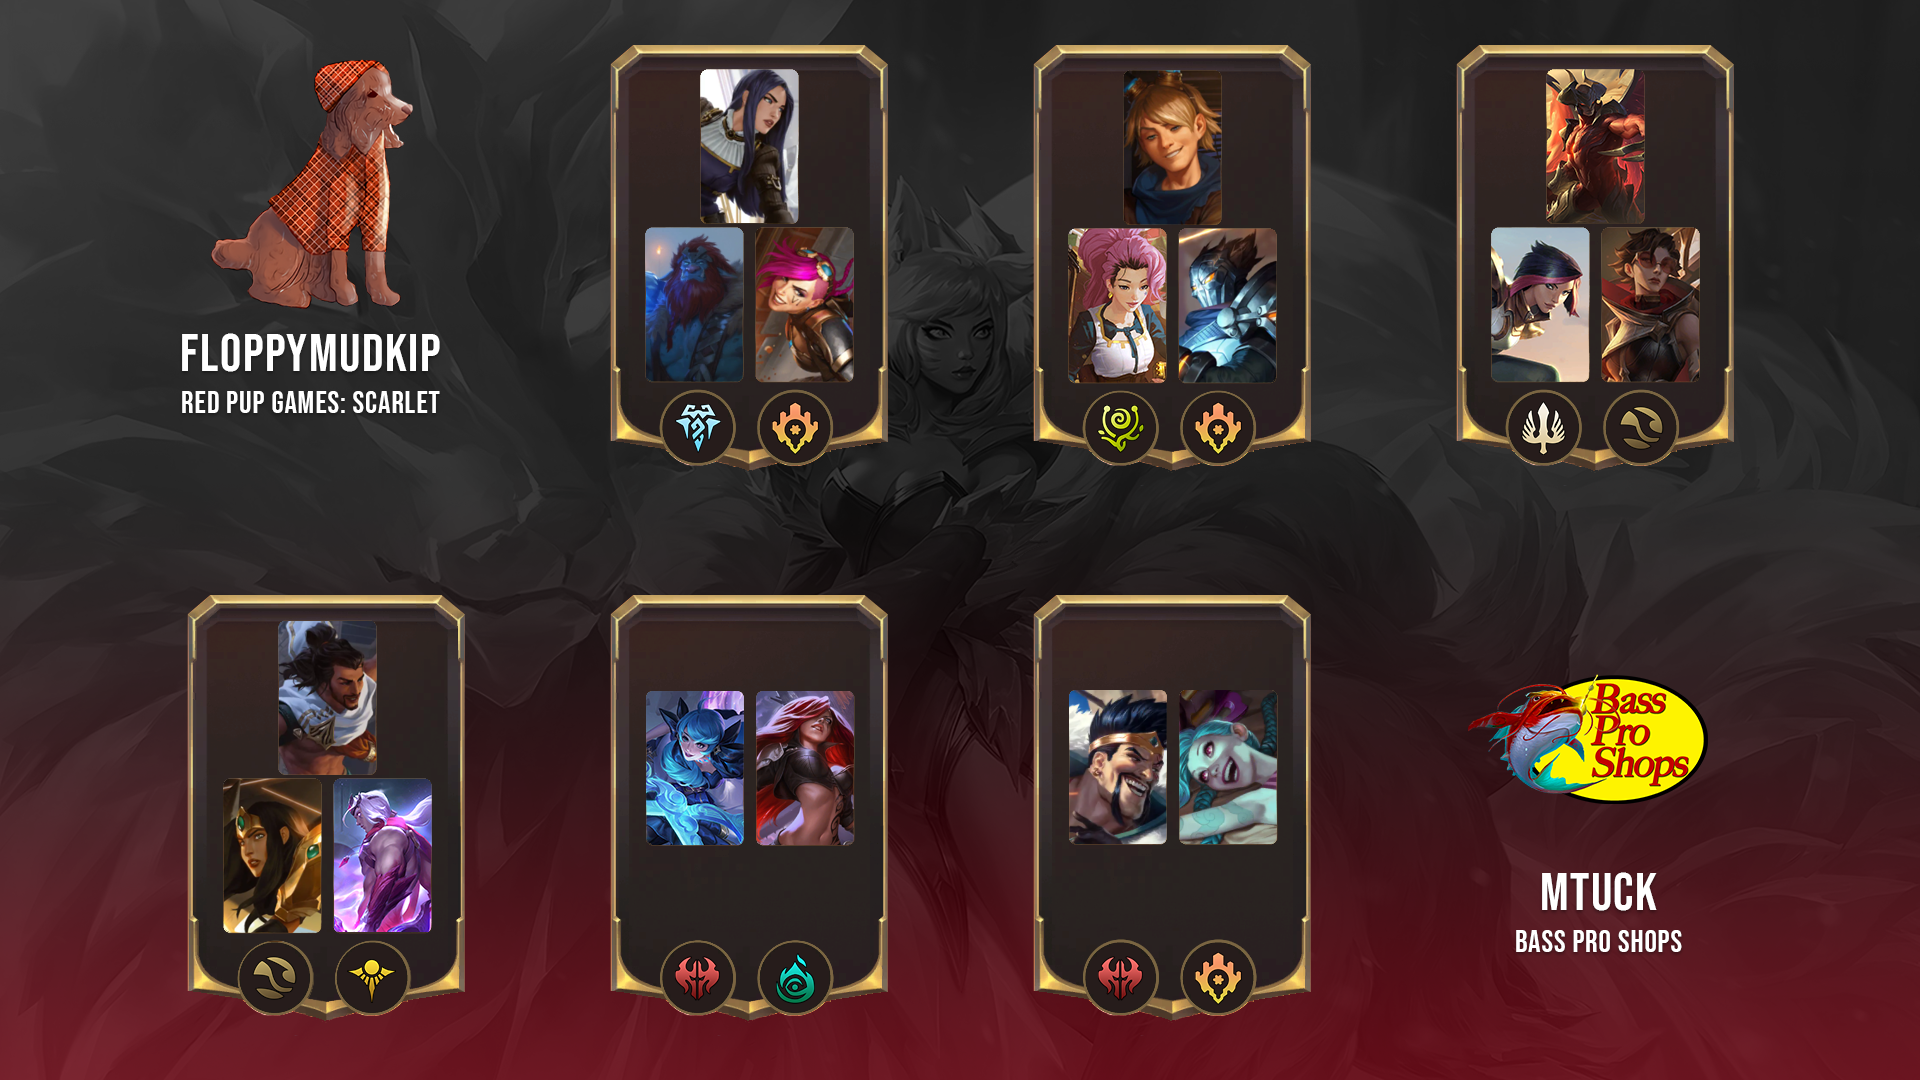 FLOPPYMUDKIP
RED PUP GAMES: SCARLET
Bass
Pro
Shops
MTUCK
BASS PRO SHOPS